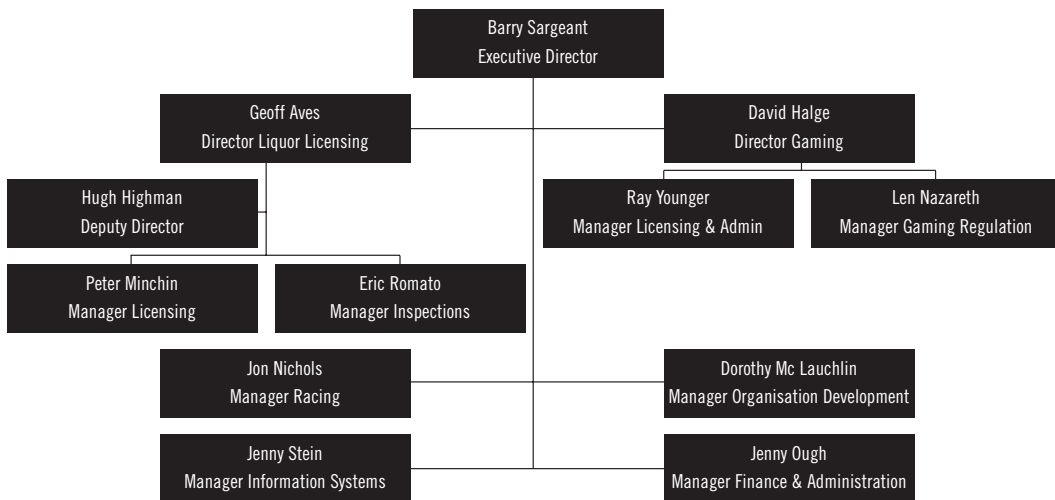 Barry Sargeant
Executive Director
Geoff Aves
Director Liquor Licensing
David Halge
Director Gaming
Hugh Highman
Deputy Director
Ray Younger
Manager Licensing & Admin
Len Nazareth
Manager Gaming Regulation
Peter Minchin
Manager Licensing
Eric Romato
Manager Inspections
Jon Nichols
Manager Racing
Dorothy Mc Lauchlin
Manager Organisation Development
Jenny Stein
Manager Information Systems
Jenny Ough
Manager Finance & Administration